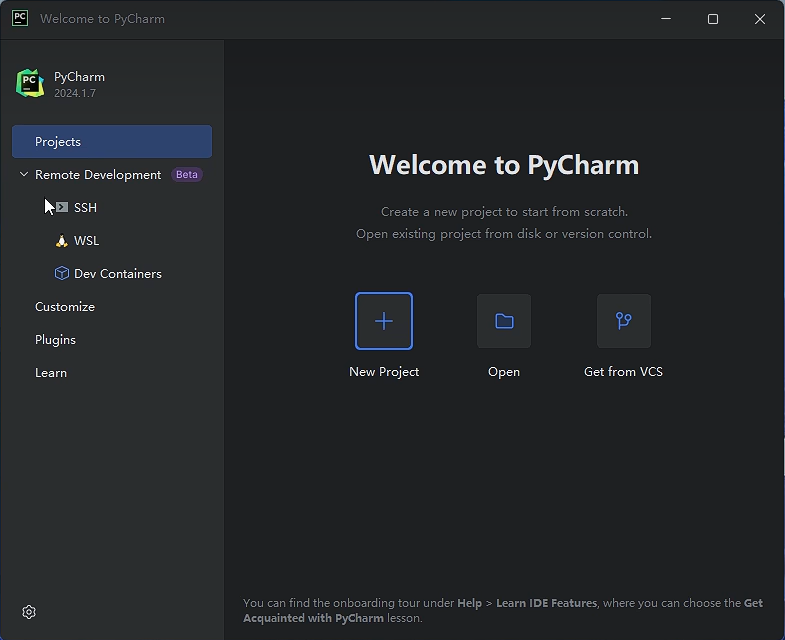 PC Welcome to PyCharm
PC PyCharm
2024.1.7
Projects
Remote Development Beta
SSH
WSL
Dev Containers
Customize
Plugins
Learn
Welcome to PyCharm
Create a new project to start from scratch.
Open existing project from disk or version control.
New Project
Open
Get from VCS
You can find the onboarding tour under Help > Learn IDE Features, where you can choose the Get
Acquainted with PyCharm lesson.